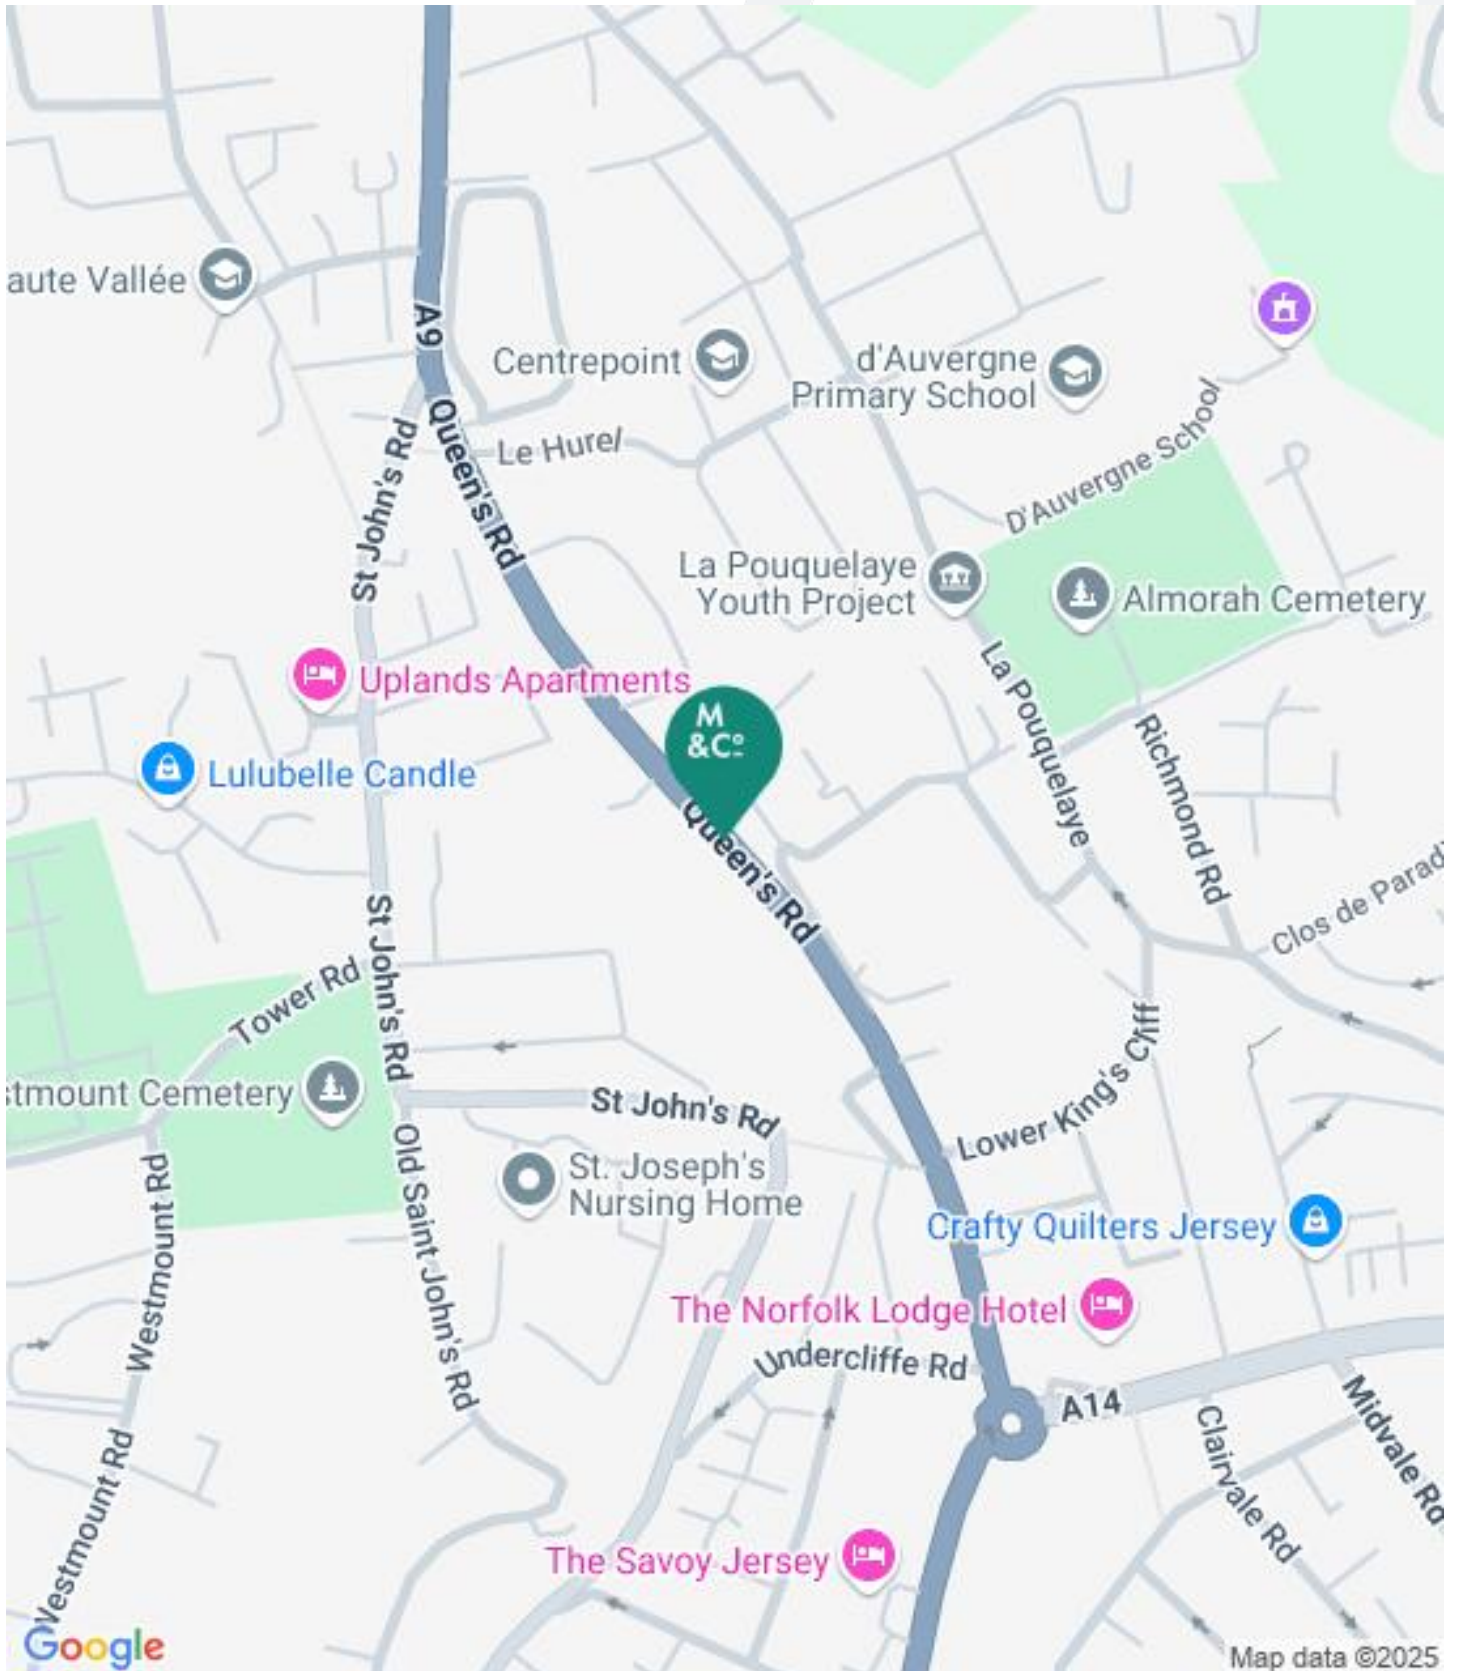 aute Vallée
A9
Centrepoint
d'Auvergne
Primary School
Queen's Rd
Le Hurel
St John's Rd
D'Auvergne School
La Pouquelaye
Youth Project
Almorah Cemetery
Uplands Apartments
La Pouquelaye
M
&Co
Richmond Rd
Lulubelle Candle
Queen's Rd
Clos de Paradi
St John's Rd
Tower Rd
stmount Cemetery
St John's Rd
Lower King's Cliff
Old Saint John's Rd
St. Joseph's
Nursing Home
Westmount Rd
Crafty Quilters Jersey
The Norfolk Lodge Hotel
Undercliffe Rd
A14
Midvale Rd
Clairvale Rd
Westmount Rd
The Savoy Jersey
Google
Map data ©2025